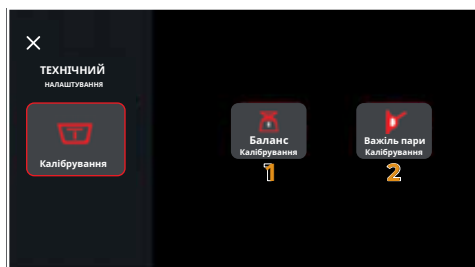 ТЕХНІЧНИЙ
НАЛАШТУВАННЯ
Калібрування
Баланс
Калібрування
1
Важіль пари
Калібрування
2